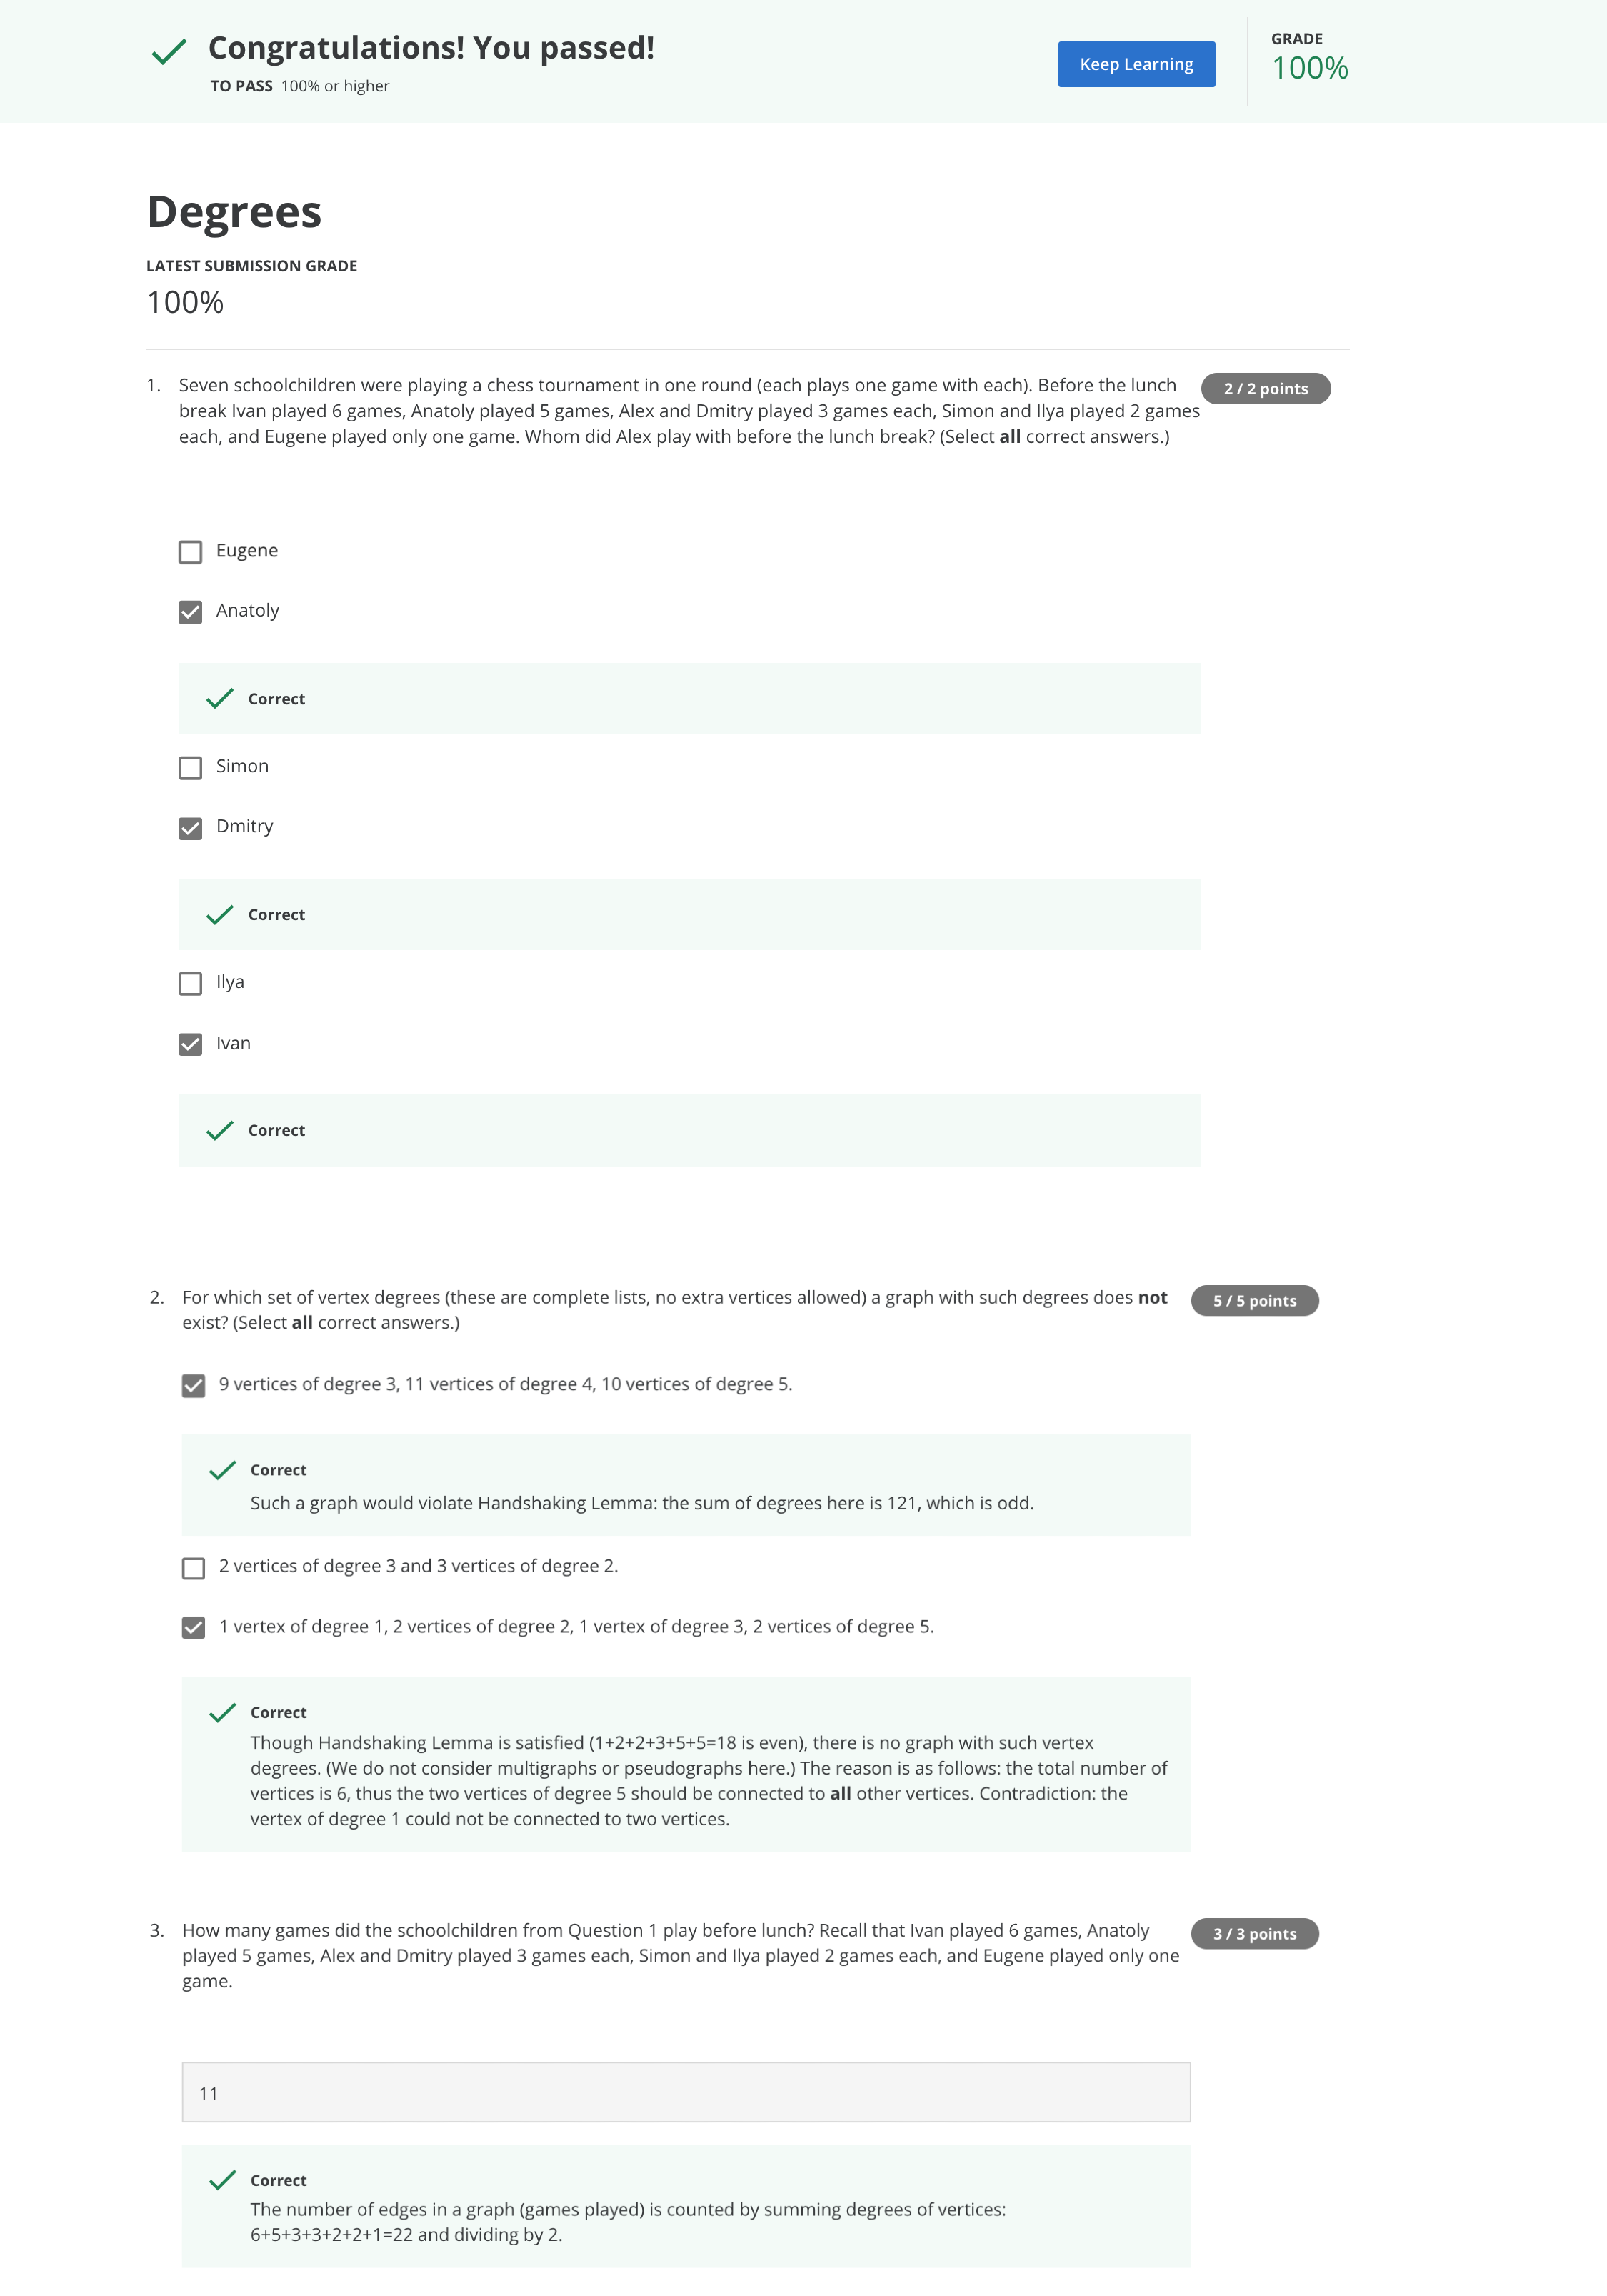 Congratulations! You passed!
TO PASS 100% or higher
Keep Learning
GRADE
100%
Degrees
LATEST SUBMISSION GRADE
100%
1. Seven schoolchildren were playing a chess tournament in one round (each plays one game with each). Before the lunch
break Ivan played 6 games, Anatoly played 5 games, Alex and Dmitry played 3 games each, Simon and Ilya played 2 games
each, and Eugene played only one game. Whom did Alex play with before the lunch break? (Select all correct answers.)
2 / 2 points
Eugene
Anatoly
Correct
Simon
Dmitry
Correct
Ilya
Ivan
Correct
2. For which set of vertex degrees (these are complete lists, no extra vertices allowed) a graph with such degrees does not
exist? (Select all correct answers.)
5 / 5 points
9 vertices of degree 3, 11 vertices of degree 4, 10 vertices of degree 5.
Correct
Such a graph would violate Handshaking Lemma: the sum of degrees here is 121, which is odd.
2 vertices of degree 3 and 3 vertices of degree 2.
1 vertex of degree 1, 2 vertices of degree 2, 1 vertex of degree 3, 2 vertices of degree 5.
Correct
Though Handshaking Lemma is satisfied (1+2+2+3+5+5=18 is even), there is no graph with such vertex
degrees. (We do not consider multigraphs or pseudographs here.) The reason is as follows: the total number of
vertices is 6, thus the two vertices of degree 5 should be connected to all other vertices. Contradiction: the
vertex of degree 1 could not be connected to two vertices.
3. How many games did the schoolchildren from Question 1 play before lunch? Recall that Ivan played 6 games, Anatoly
played 5 games, Alex and Dmitry played 3 games each, Simon and Ilya played 2 games each, and Eugene played only one
game.
3 / 3 points
11
Correct
The number of edges in a graph (games played) is counted by summing degrees of vertices:
6+5+3+3+2+2+1=22 and dividing by 2.